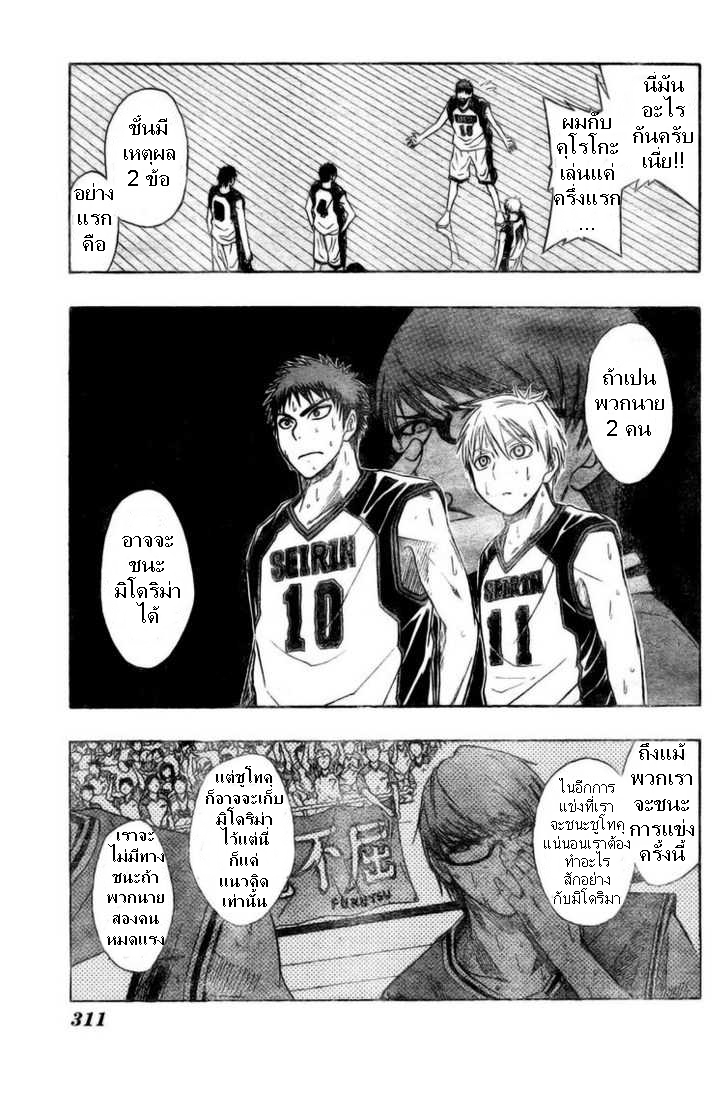 นี่มัน
อะไร
กันครับ
เนี่ย!!
ผมกับ
คุโรโกะ
เล่นแค่
ครึ่งแรก
...
ชั้นมี
เหตุผล
2 ข้อ
อย่าง
แรก
คือ
10
4
ถ้าเปน
พวกนาย
2 คน
อาจจะ
ชนะ
มิโดริม่า
ได้
SEIRIN
10
SEIRIN
11
ถึงแม้
พวกเรา
จะชนะ
การแข่ง
ครั้งนี้
ในอีกการ
แข่งที่เรา
จะชนะชูโทคุ
แน่นอนเราต้อง
ทำอะไร
สักอย่าง
กับมิโดริมา
แต่ชูโทคุ
ก็อาจจะเก็บ
มิโดริม่า
ไว้แต่นี่
ก็แค่
แนวคิด
เท่านั้น
เราจะ
ไม่มีทาง
ชนะถ้า
พวกนาย
สองคน
หมดแรง
不屈
FUKUTSU
311